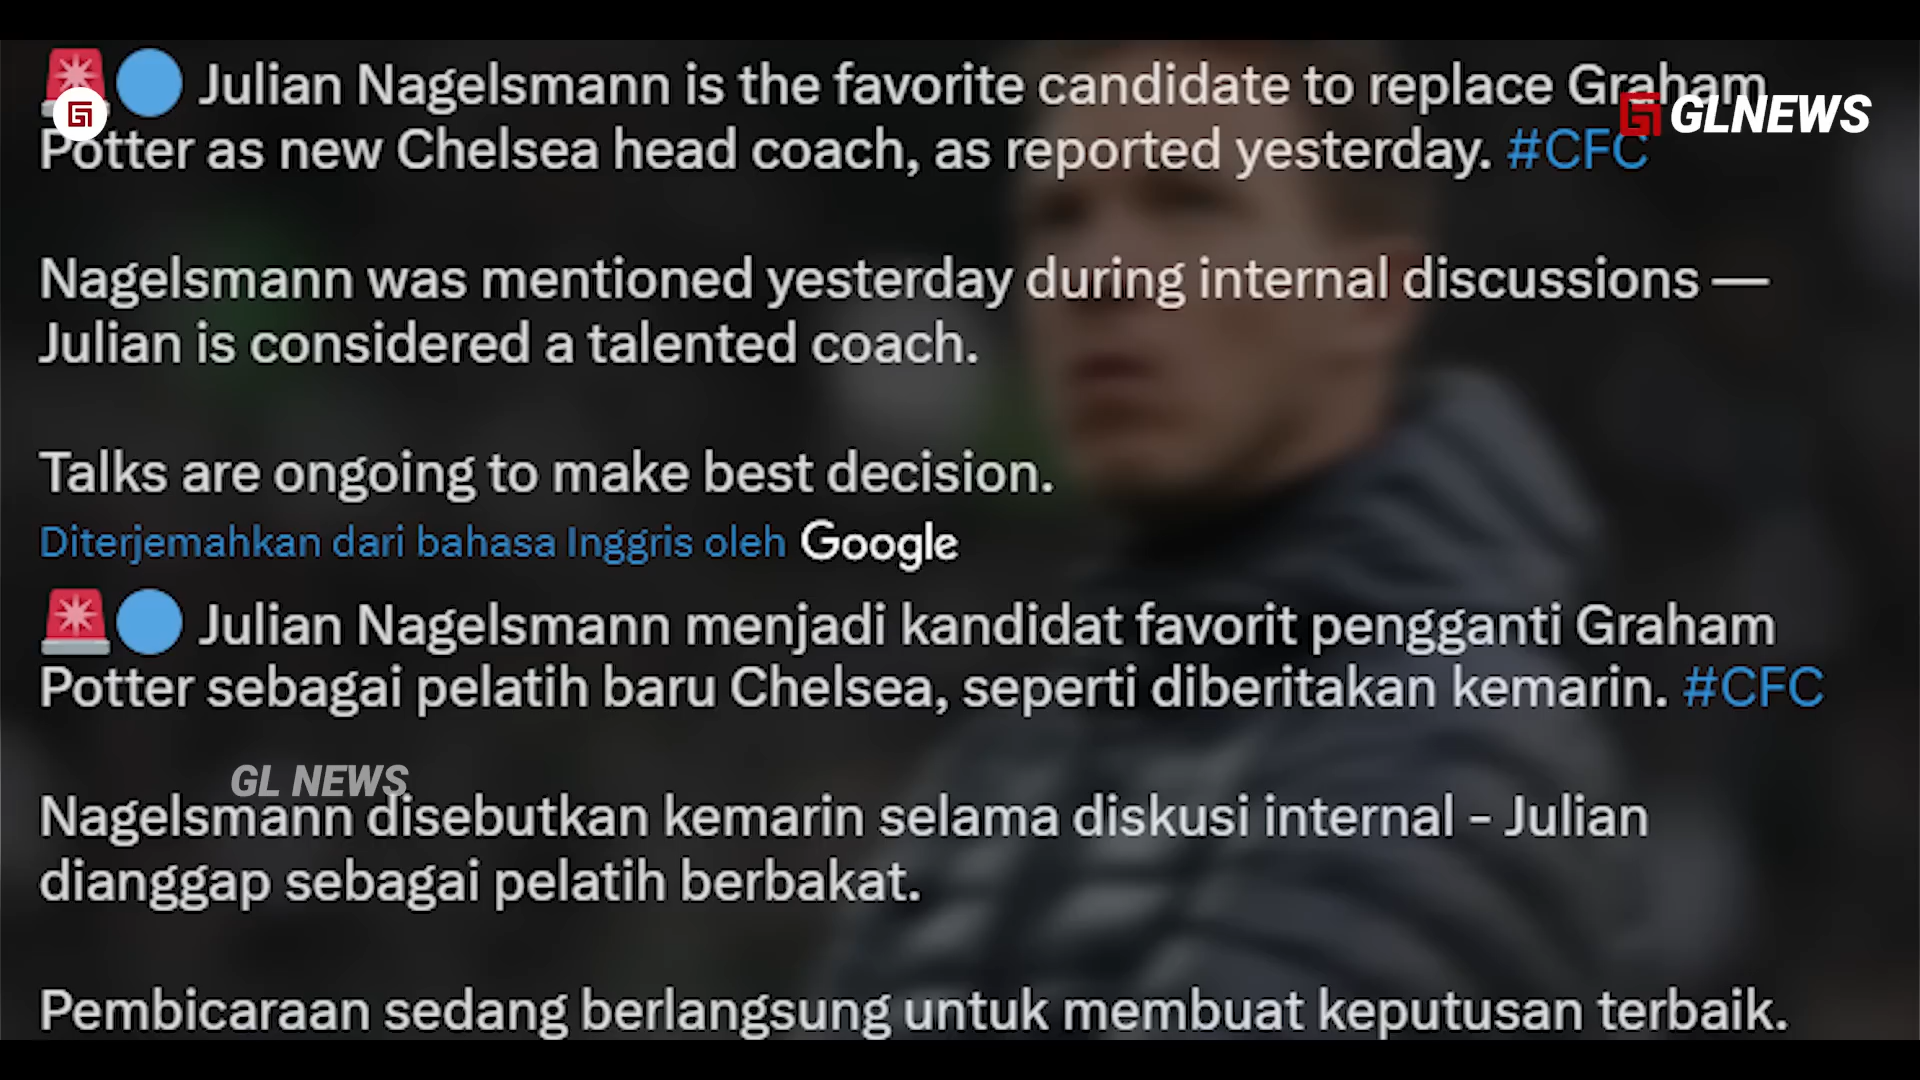 Julian Nagelsmann is the favorite candidate to replace Graham
Potter as new Chelsea head coach, as reported yesterday. #CFC
GLNEWS
Nagelsmann was mentioned yesterday during internal discussions —
Julian is considered a talented coach.
Talks are ongoing to make best decision.
Diterjemahkan dari bahasa Inggris oleh Google
Julian Nagelsmann menjadi kandidat favorit pengganti Graham
Potter sebagai pelatih baru Chelsea, seperti diberitakan kemarin. #CFC
GL NEWS
Nagelsmann disebutkan kemarin selama diskusi internal - Julian
dianggap sebagai pelatih berbakat.
Pembicaraan sedang berlangsung untuk membuat keputusan terbaik.